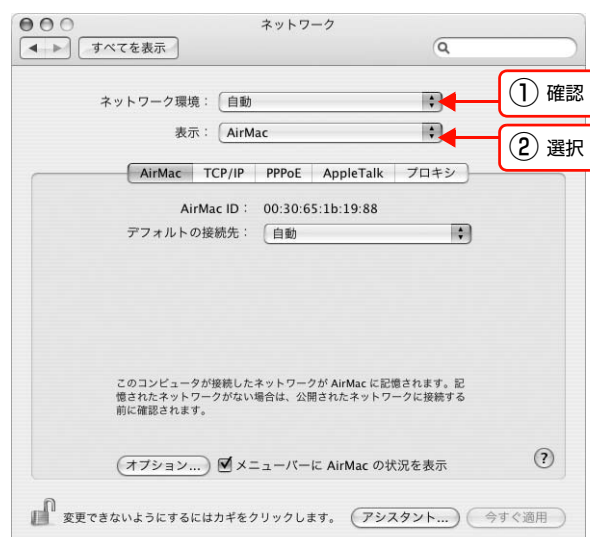 ネットワーク
すべてを表示
ネットワーク環境： 自動
① 確認
表示： AirMac
② 選択
AirMac TCP/IP PPPoE AppleTalk プロキシ
AirMac ID： 00:30:65:1b:19:88
デフォルトの接続先： 自動
このコンピュータが接続したネットワークが AirMac に記憶されます。記
憶されたネットワークがない場合は、公開されたネットワークに接続する
前に確認されます。
オプション... メニューバーに AirMac の状況を表示 ?
変更できないようにするにはカギをクリックします。 アシスタント... 今すぐ適用